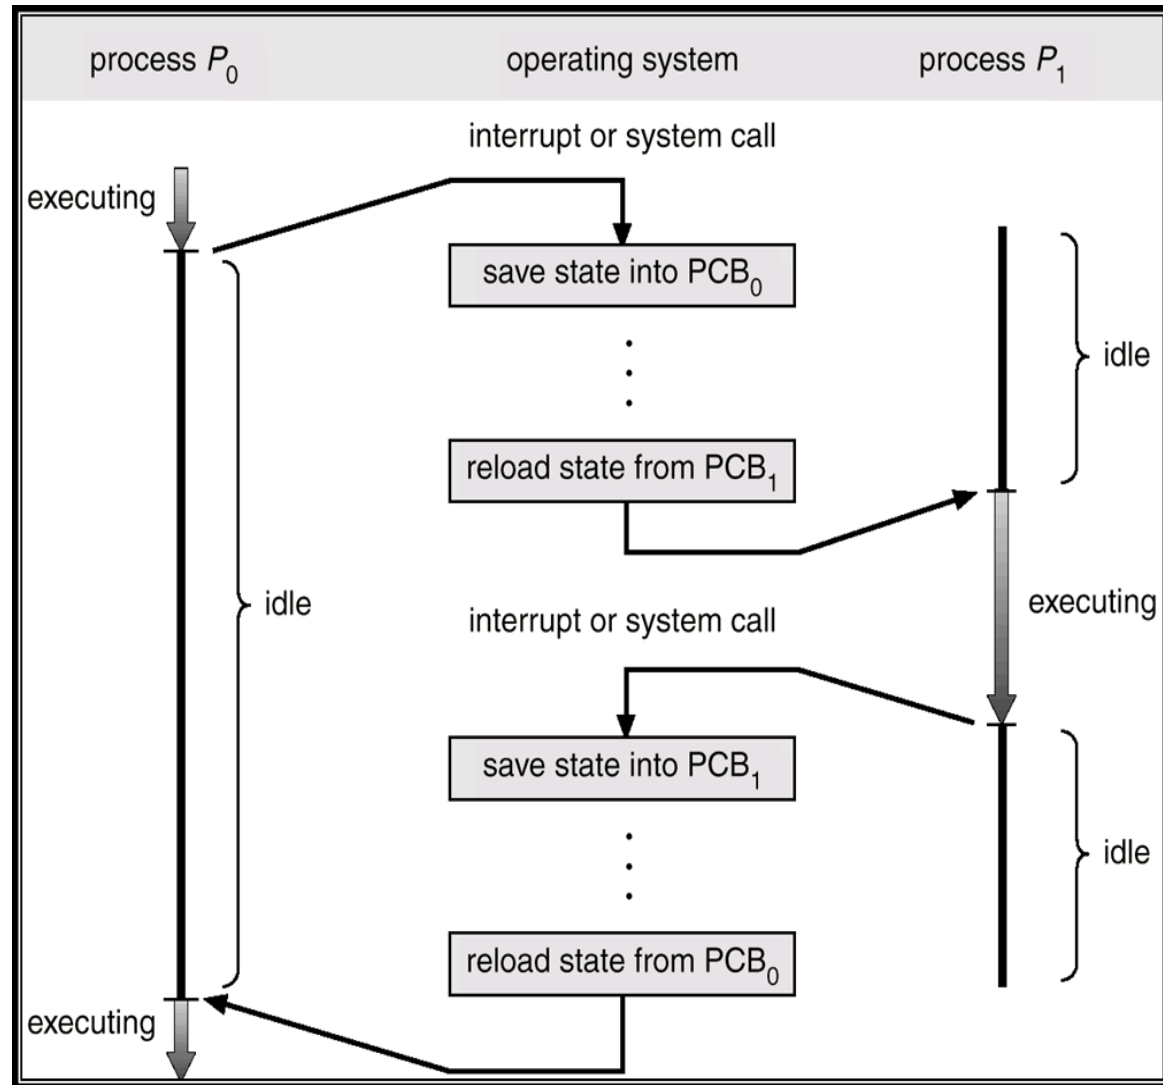 process P₀ operating system process P₁
interrupt or system call
executing
save state into PCB₀
idle
reload state from PCB₁
idle
executing
interrupt or system call
save state into PCB₁
idle
reload state from PCB₀
executing